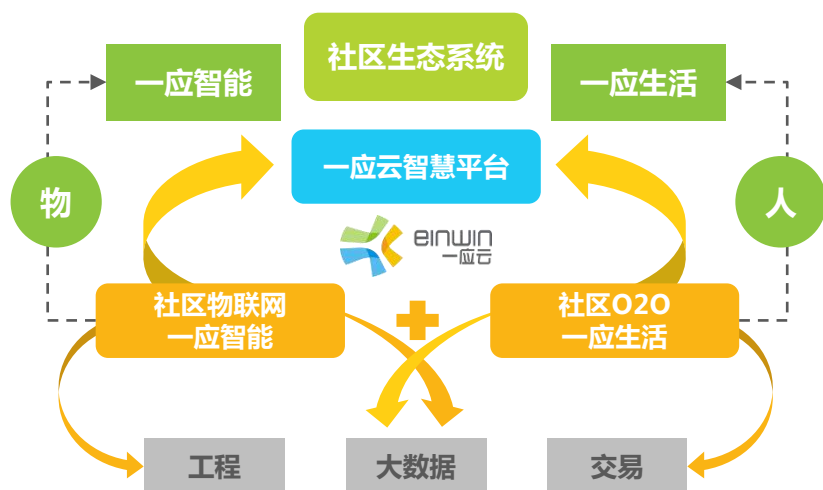 社区生态系统
一应智能
一应生活
一应云智慧平台
物
人
einwin
一应云
社区物联网
一应智能
社区O2O
一应生活
工程
大数据
交易